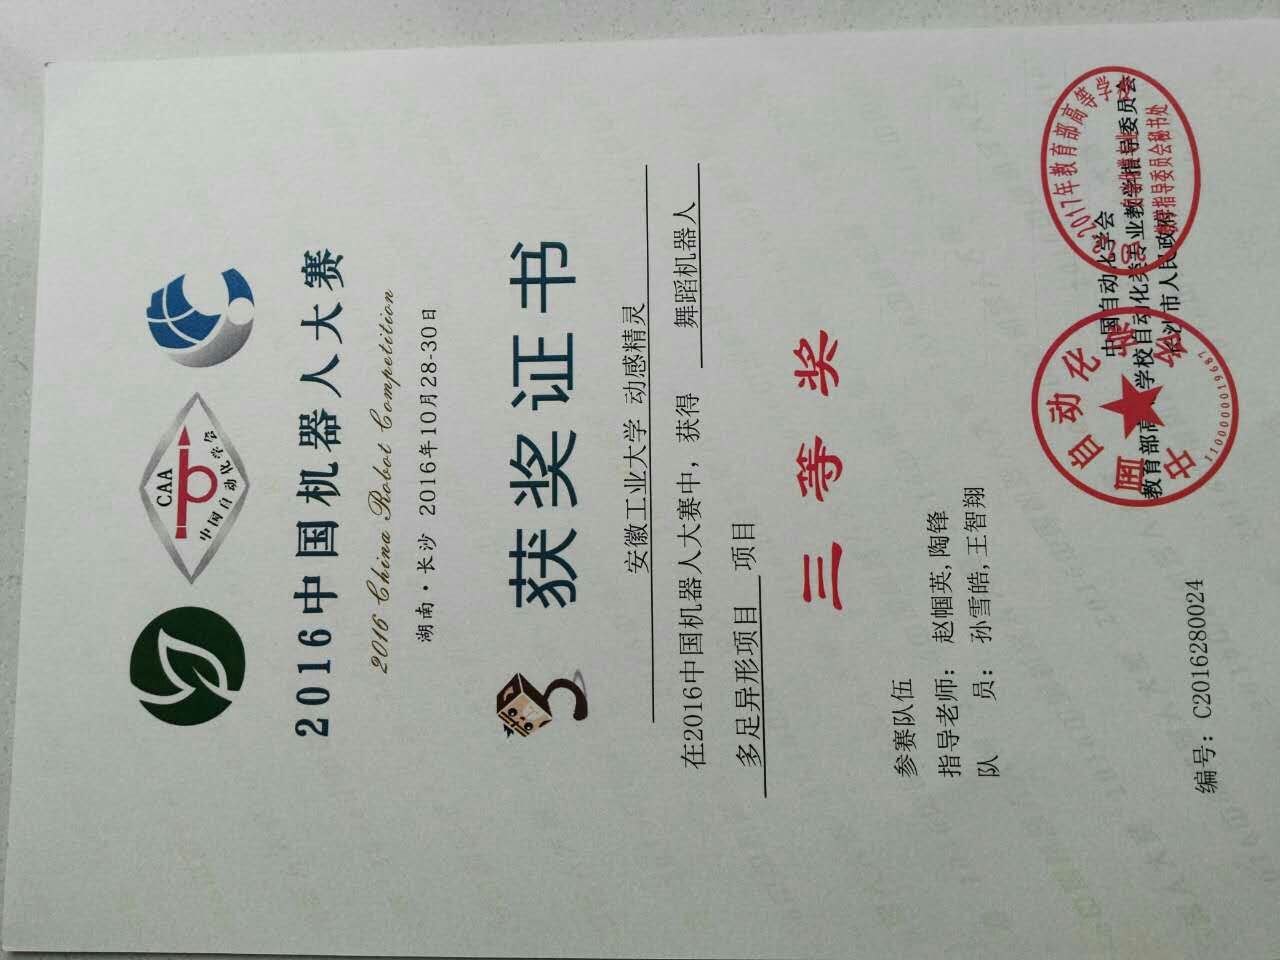 CAA
中国自动化学会
2016中国机器人大赛
2016 China Robot Competition
湖南·长沙 2016年10月28-30日
获奖证书
安徽工业大学 动感精灵
在2016中国机器人大赛中，获得 舞蹈机器人
多足异形项目 项目
三等奖
参赛队伍
指导老师： 赵帼英,陶锋
队 员： 孙雪皓,王智翔
中国自动化学会
教育部高等学校自动化类专业教学指导委员会
长沙市人民政府
中国自动化学会
1100000019687
2013-2017年教育部高等学校
自动化类专业
教学指导委员会秘书处
编号：C2016280024